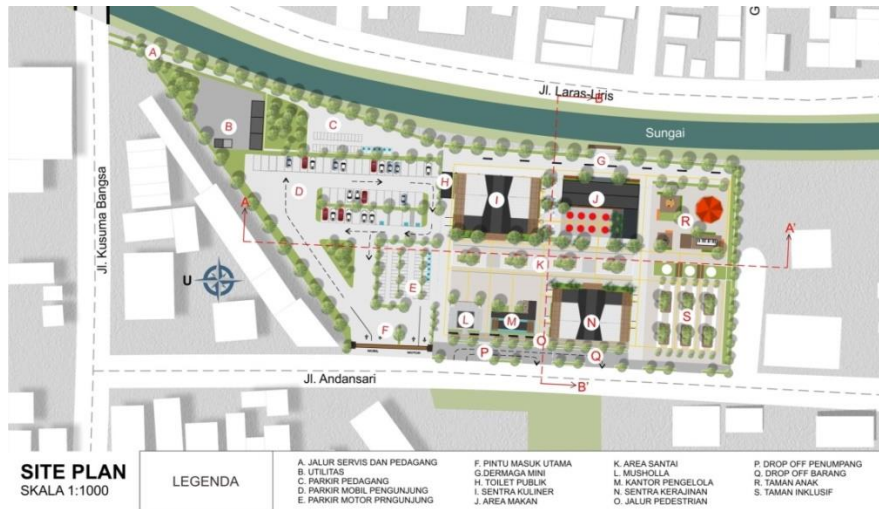 G
Jl. Laras-Liris
B
Sungai
A
B
C
G
H
D
I
J
R
A
A'
Jl. Kusuma Bangsa
U
K
E
S
L
M
N
F
O
P
Q
MOBIL
MOTOR
Jl. Andansari
B'
SITE PLAN
SKALA 1:1000
LEGENDA
A. JALUR SERVIS DAN PEDAGANG
B. UTILITAS
C. PARKIR PEDAGANG
D. PARKIR MOBIL PENGUNJUNG
E. PARKIR MOTOR PRNGUNJUNG
F. PINTU MASUK UTAMA
G.DERMAGA MINI
H. TOILET PUBLIK
I. SENTRA KULINER
J. AREA MAKAN
K. AREA SANTAI
L. MUSHOLLA
M. KANTOR PENGELOLA
N. SENTRA KERAJINAN
O. JALUR PEDESTRIAN
P. DROP OFF PENUMPANG
Q. DROP OFF BARANG
R. TAMAN ANAK
S. TAMAN INKLUSIF